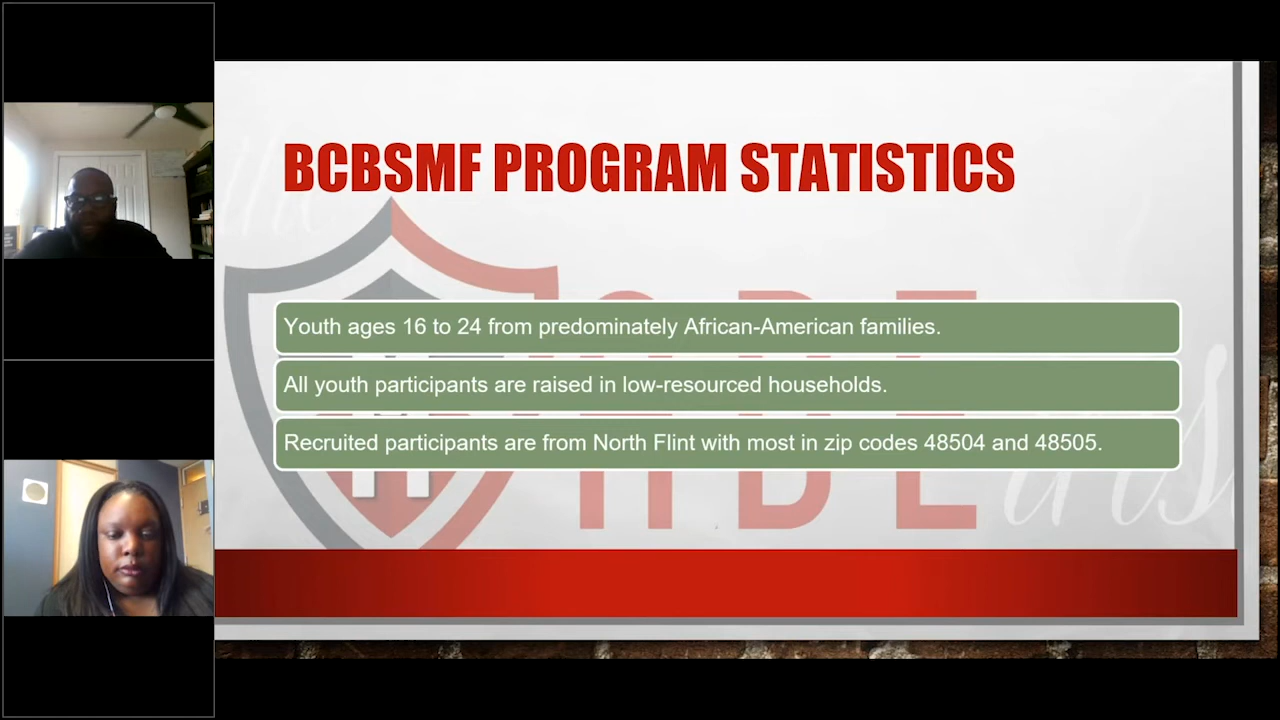 BCBSMF PROGRAM STATISTICS
Youth ages 16 to 24 from predominately African-American families.
All youth participants are raised in low-resourced households.
Recruited participants are from North Flint with most in zip codes 48504 and 48505.